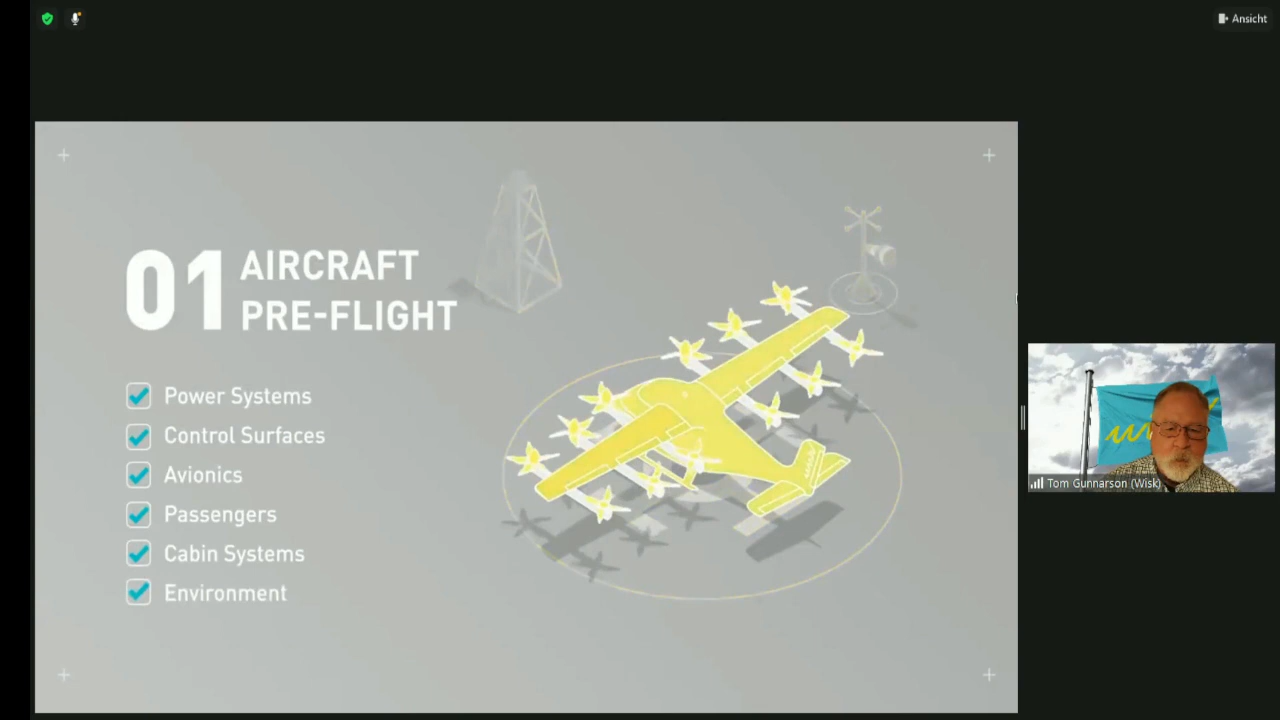 Ansicht
01 AIRCRAFT
PRE-FLIGHT
Power Systems
Control Surfaces
Avionics
Passengers
Cabin Systems
Environment
Tom Gunnarson (Wisk)